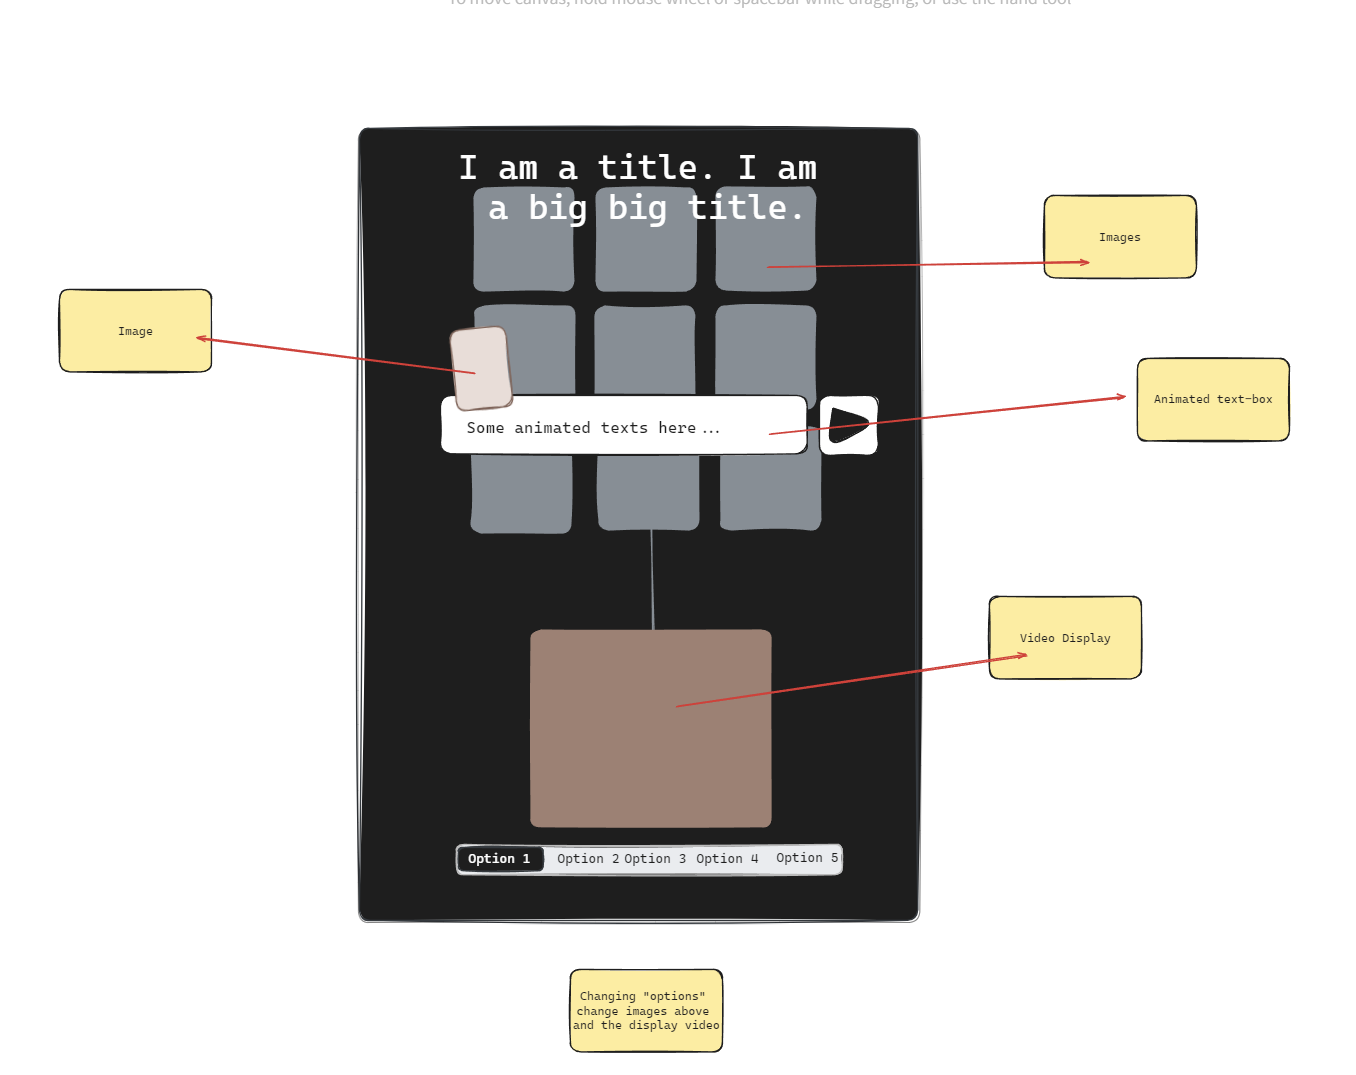 To move canvas, hold mouse wheel or spacebar while dragging, or use the hand tool
I am a title. I am
a big big title.
Images
Image
Animated text-box
Some animated texts here...
Video Display
Option 1 Option 2 Option 3 Option 4 Option 5
Changing "options"
change images above
and the display video